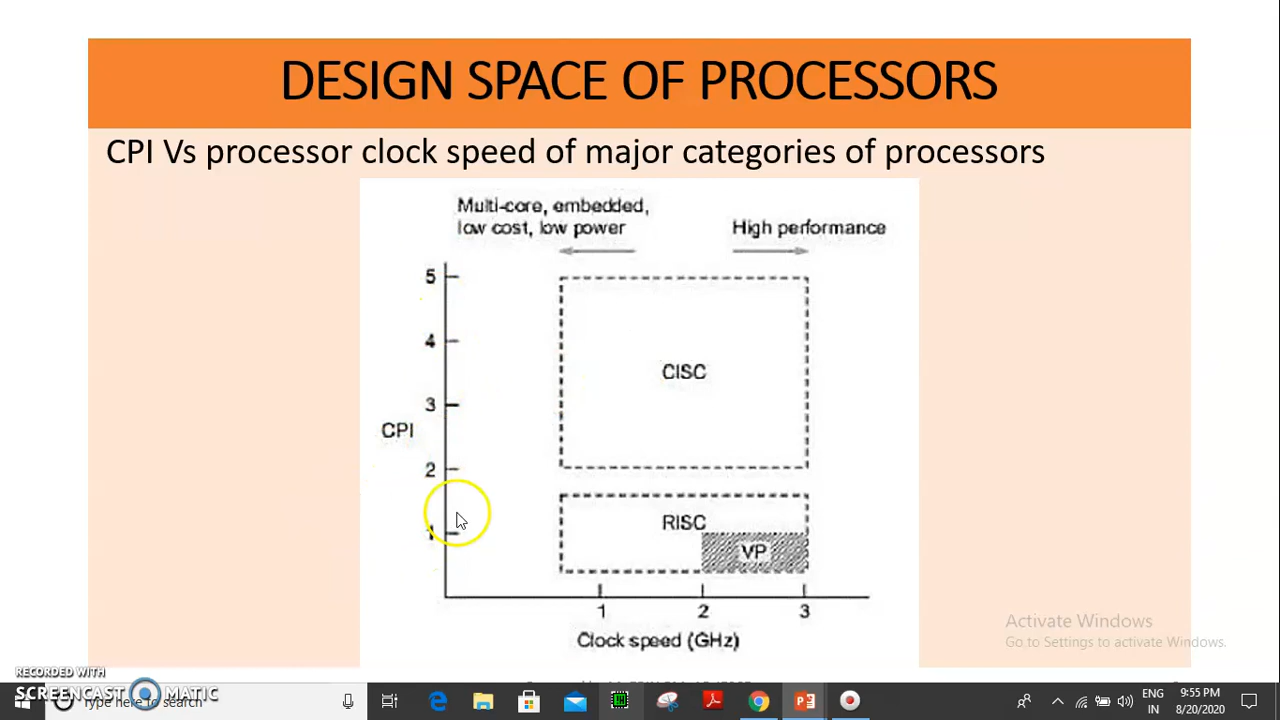 DESIGN SPACE OF PROCESSORS
CPI Vs processor clock speed of major categories of processors
Multi-core, embedded,
low cost, low power
High performance
5
4
3
2
1
CPI
CISC
RISC
VP
1 2 3
Clock speed (GHz)
Activate Windows
Go to Settings to activate Windows.
RECORDED WITH
SCREENCAST MATIC
Type here to search
ENG
IN
9:55 PM
8/20/2020